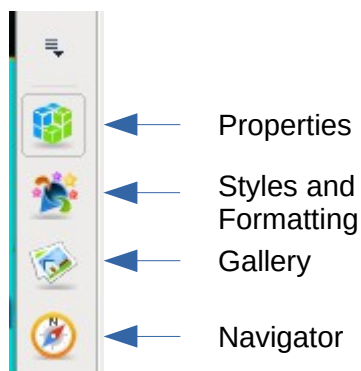 Properties
Styles and
Formatting
Gallery
N
Navigator